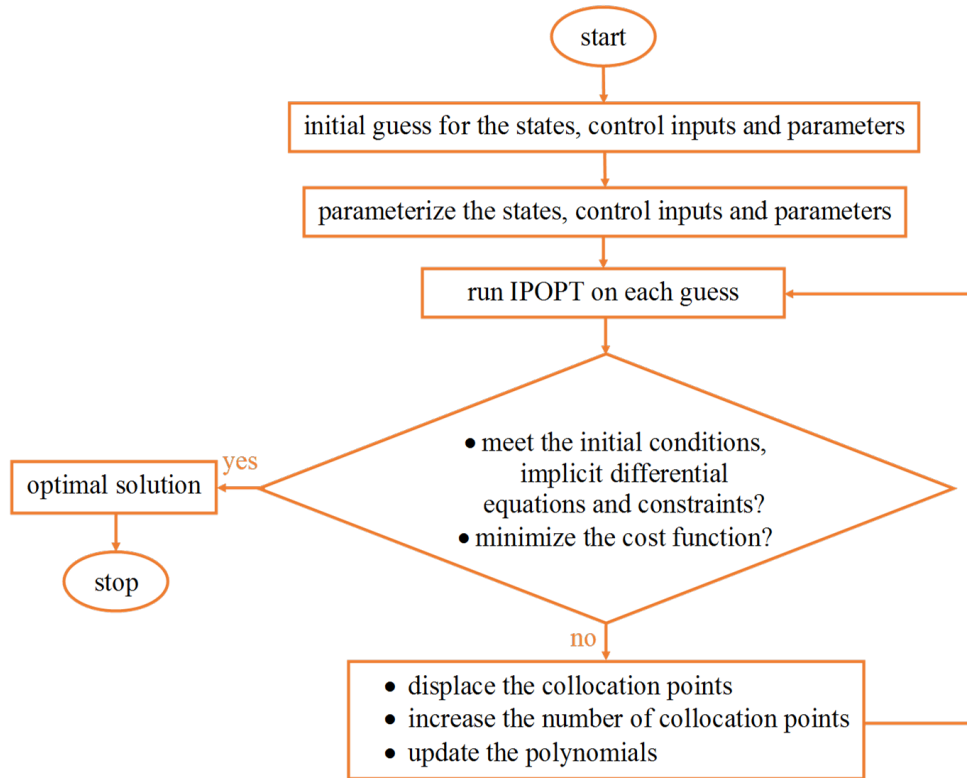 start
initial guess for the states, control inputs and parameters
parameterize the states, control inputs and parameters
run IPOPT on each guess
• meet the initial conditions,
implicit differential
equations and constraints?
• minimize the cost function?
yes
optimal solution
stop
no
• displace the collocation points
• increase the number of collocation points
• update the polynomials